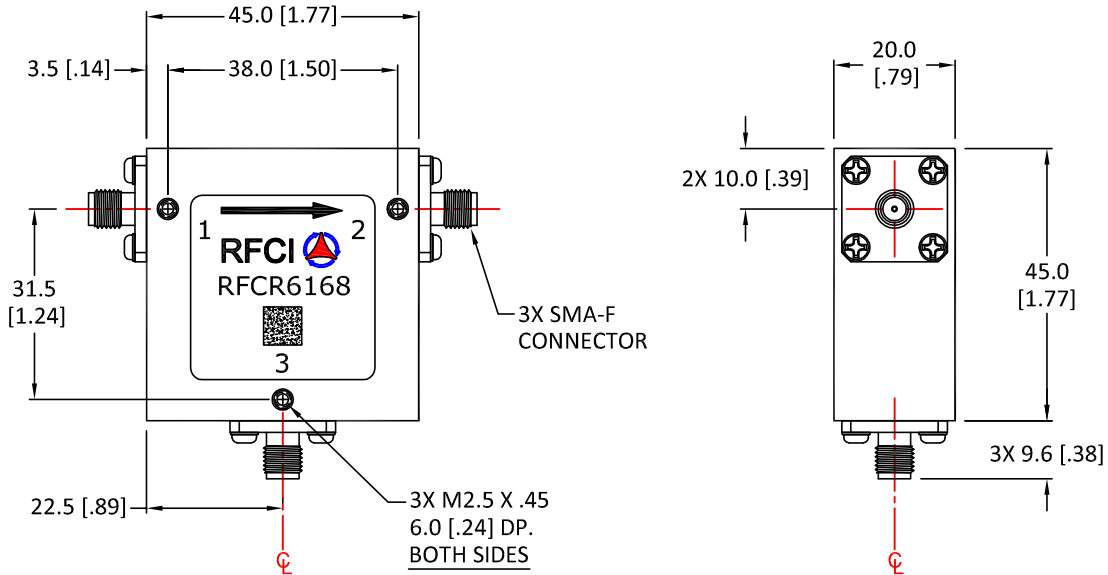 45.0 [1.77]
3.5 [.14]
38.0 [1.50]
20.0
[.79]
2X 10.0 [.39]
1
2
RFCI
RFCR6168
3
31.5
[1.24]
3X SMA-F
CONNECTOR
45.0
[1.77]
3X 9.6 [.38]
22.5 [.89]
3X M2.5 X .45
6.0 [.24] DP.
BOTH SIDES
℄
℄